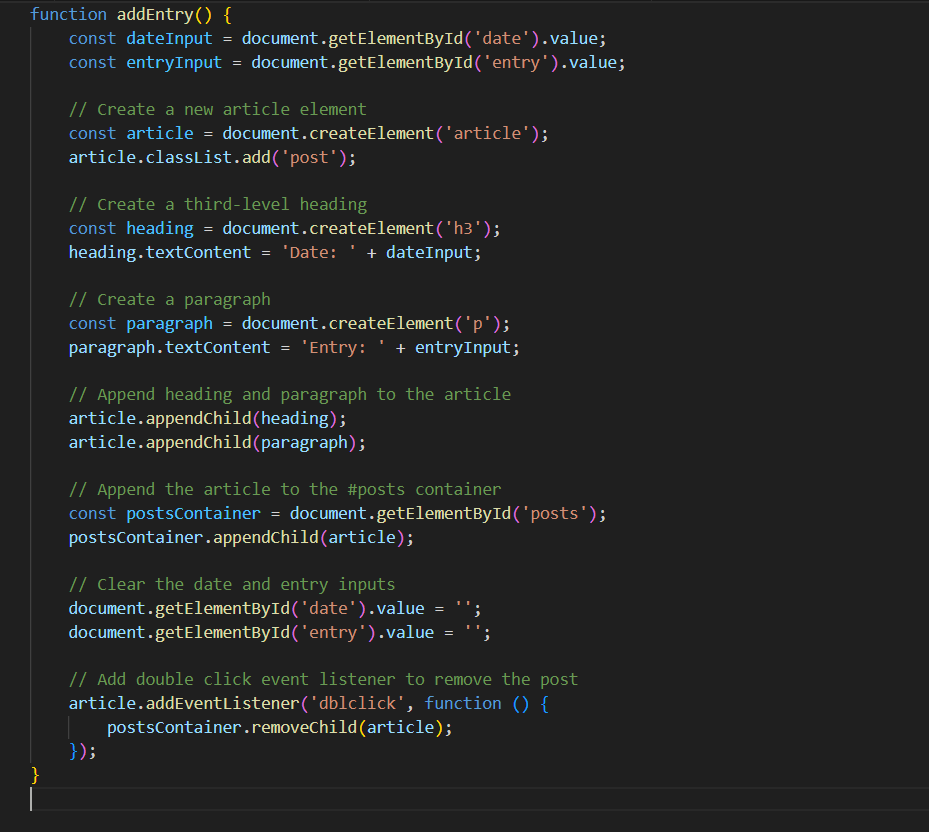 function addEntry() {
    const dateInput = document.getElementById('date').value;
    const entryInput = document.getElementById('entry').value;

    // Create a new article element
    const article = document.createElement('article');
    article.classList.add('post');

    // Create a third-level heading
    const heading = document.createElement('h3');
    heading.textContent = 'Date: ' + dateInput;

    // Create a paragraph
    const paragraph = document.createElement('p');
    paragraph.textContent = 'Entry: ' + entryInput;

    // Append heading and paragraph to the article
    article.appendChild(heading);
    article.appendChild(paragraph);

    // Append the article to the #posts container
    const postsContainer = document.getElementById('posts');
    postsContainer.appendChild(article);

    // Clear the date and entry inputs
    document.getElementById('date').value = '';
    document.getElementById('entry').value = '';

    // Add double click event listener to remove the post
    article.addEventListener('dblclick', function () {
        postsContainer.removeChild(article);
    });
}